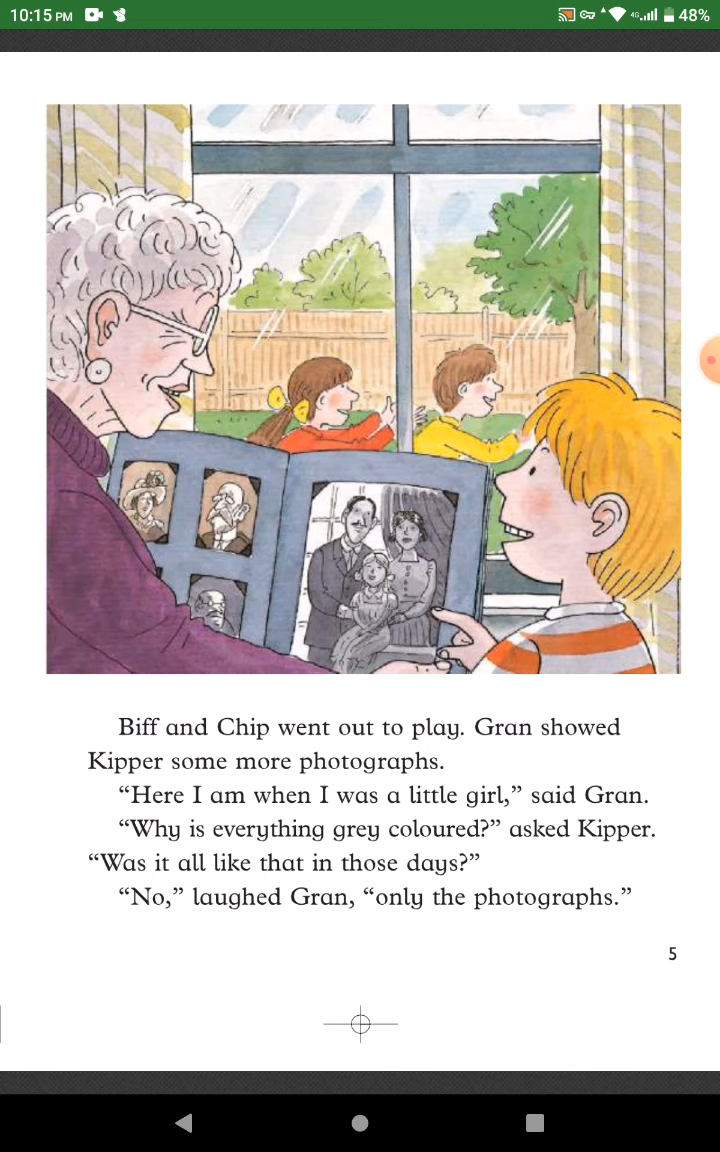 10:15 PM 4G 48%
Biff and Chip went out to play. Gran showed
Kipper some more photographs.
“Here I am when I was a little girl,” said Gran.
“Why is everything grey coloured?” asked Kipper.
“Was it all like that in those days?”
“No,” laughed Gran, “only the photographs.”
5